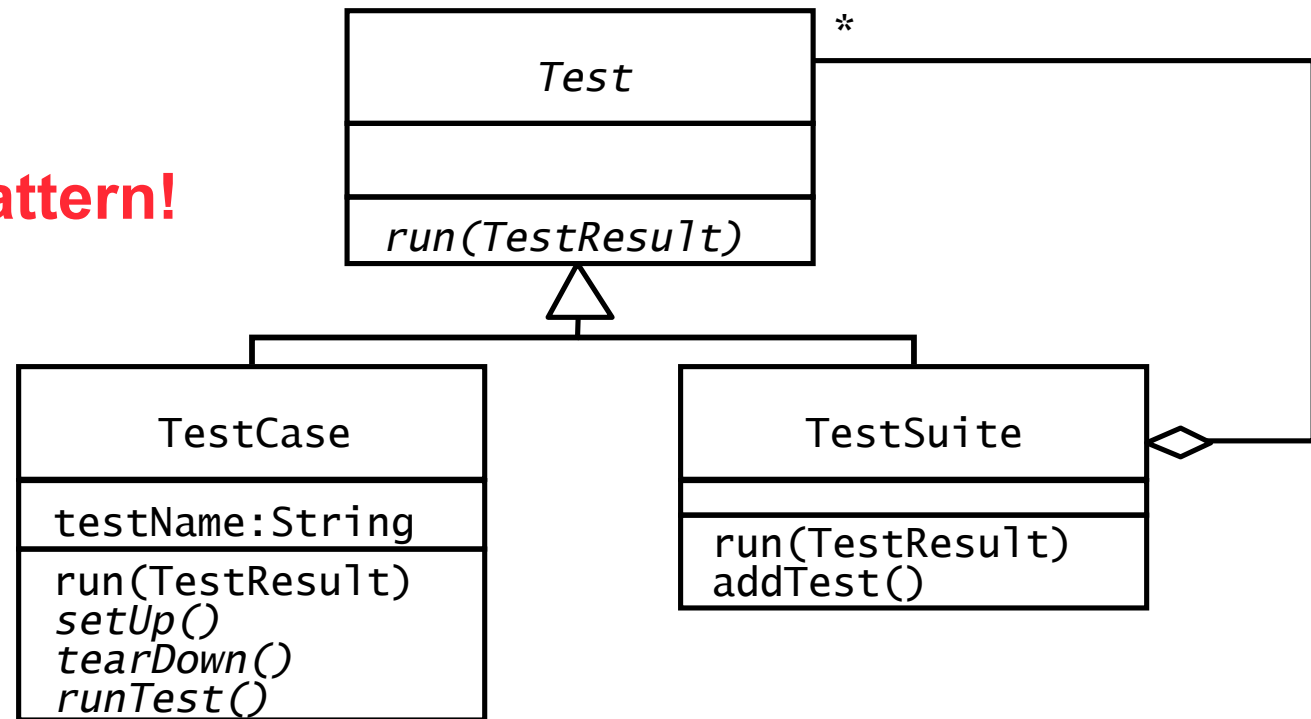 *
Test
attern!
run(TestResult)
TestCase
TestSuite
testName:String
run(TestResult)
addTest()
run(TestResult)
setUp()
tearDown()
runTest()